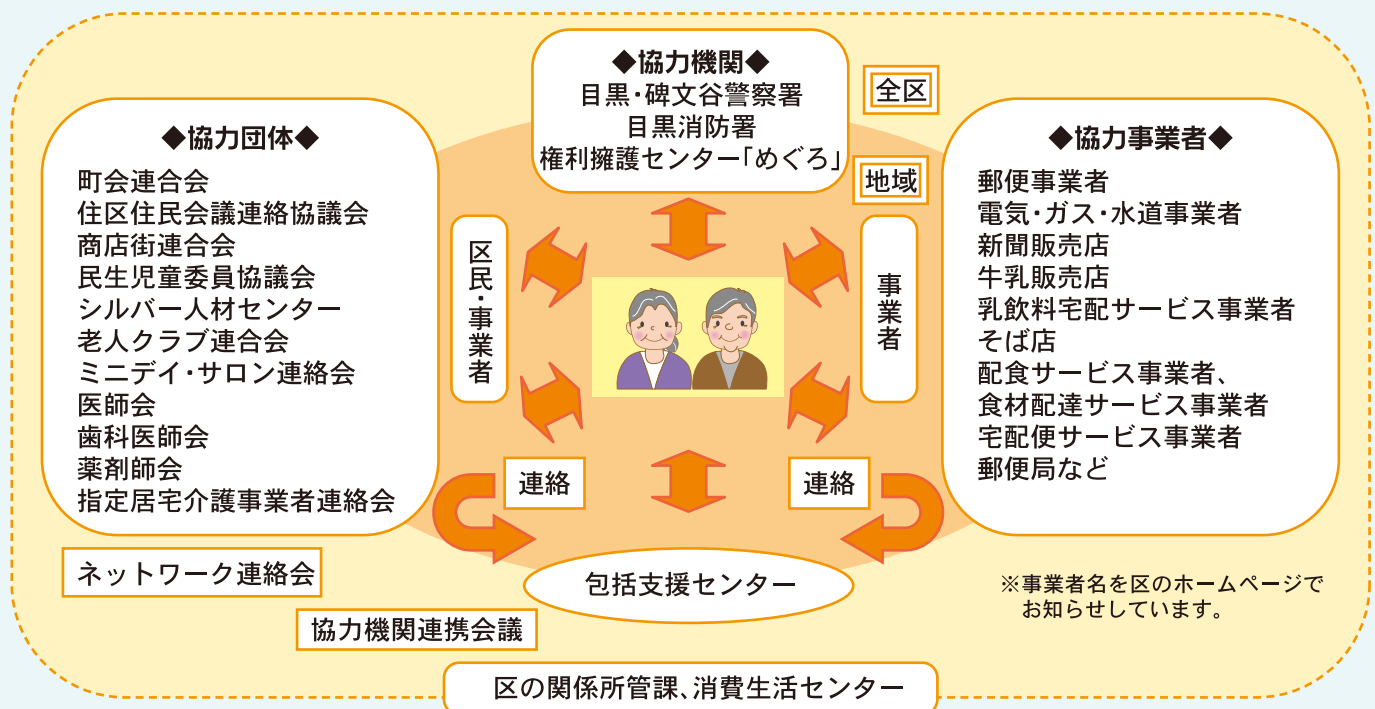 ◆協力機関◆
目黒・碑文谷警察署
目黒消防署
権利擁護センター「めぐろ」
全区
地域
◆協力団体◆
町会連合会
住区住民会議連絡協議会
商店街連合会
民生児童委員協議会
シルバー人材センター
老人クラブ連合会
ミニデイ・サロン連絡会
医師会
歯科医師会
薬剤師会
指定居宅介護事業者連絡会
区民・事業者
事業者
◆協力事業者◆
郵便事業者
電気・ガス・水道事業者
新聞販売店
牛乳販売店
乳飲料宅配サービス事業者
そば店
配食サービス事業者、
食材配達サービス事業者
宅配便サービス事業者
郵便局など
連絡
連絡
ネットワーク連絡会
包括支援センター
※事業者名を区のホームページで
お知らせしています。
協力機関連携会議
区の関係所管課、消費生活センター